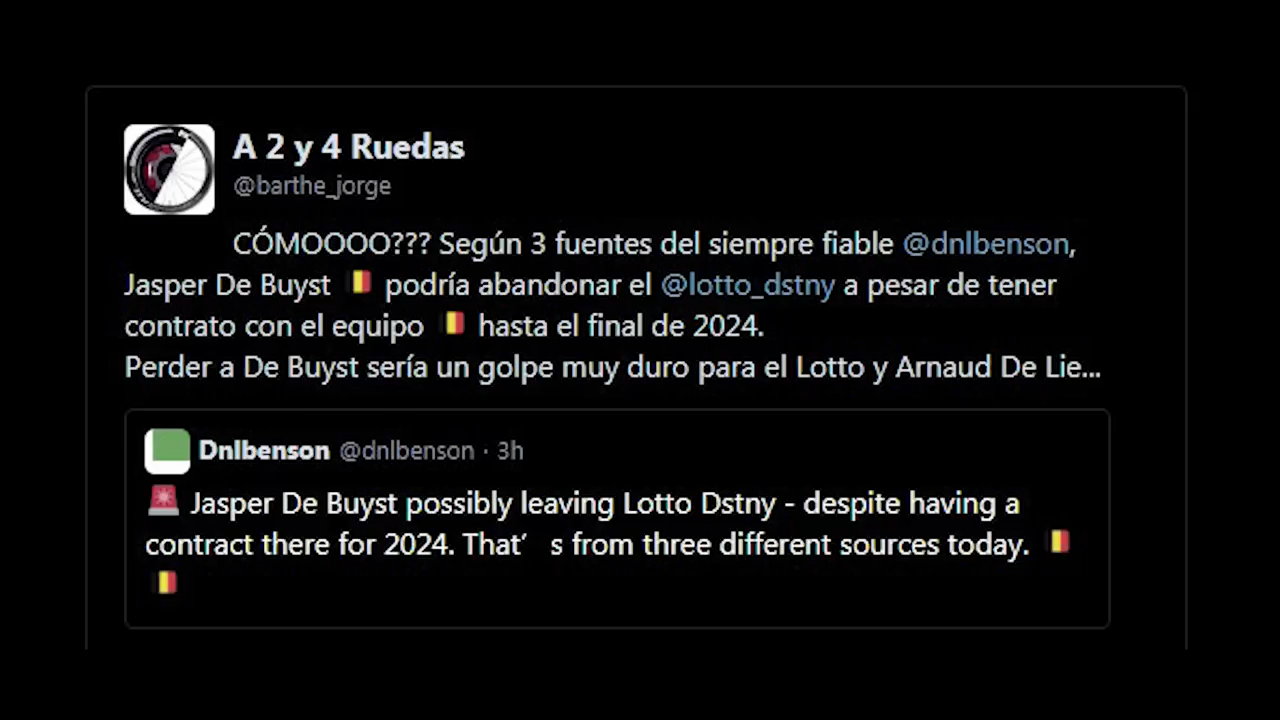 A 2 y 4 Ruedas
@barthe_jorge
CÓMOOOO??? Según 3 fuentes del siempre fiable @dnlbenson,
Jasper De Buyst 🇧🇪 podría abandonar el @lotto_dstny a pesar de tener
contrato con el equipo 🇧🇪 hasta el final de 2024.
Perder a De Buyst sería un golpe muy duro para el Lotto y Arnaud De Lie...
Dnlbenson @dnlbenson · 3h
🚨 Jasper De Buyst possibly leaving Lotto Dstny - despite having a
contract there for 2024. That’ s from three different sources today. 🇧🇪
🇧🇪